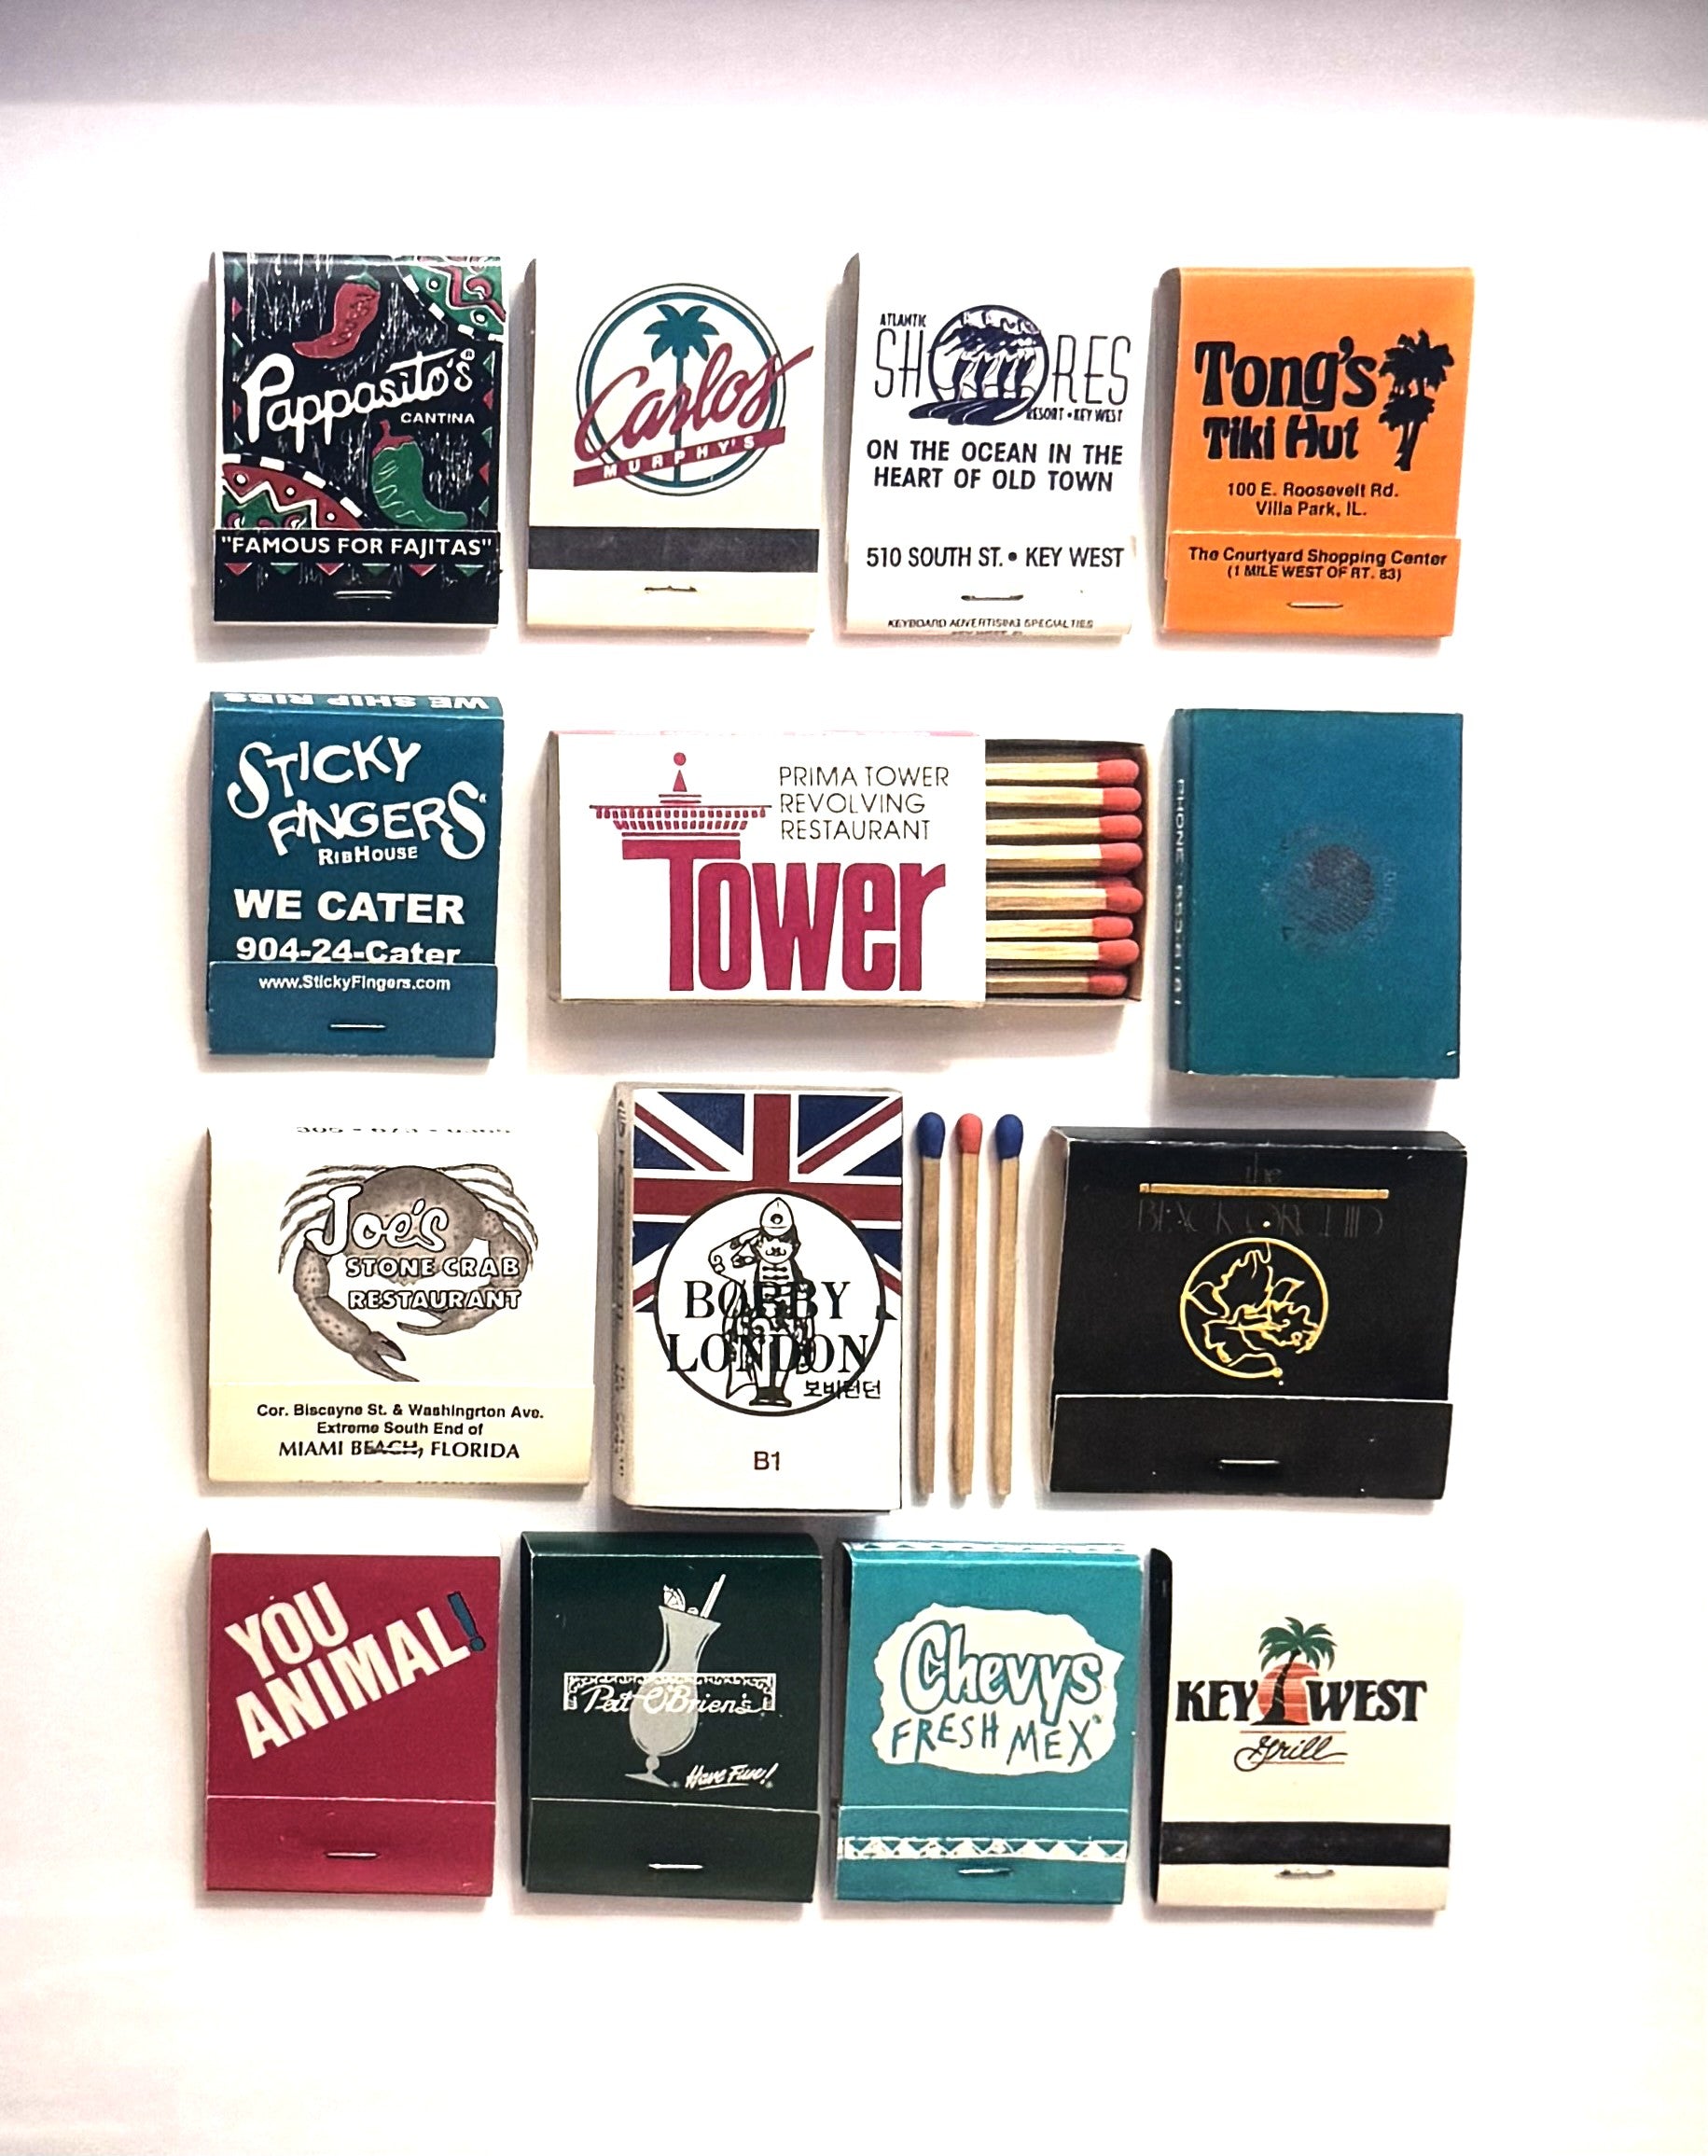 Pappasito's®
CANTINA
"FAMOUS FOR FAJITAS"
Carlos
MURPHY'S
ATLANTIC
SHORES
RESORT • KEY WEST
ON THE OCEAN IN THE
HEART OF OLD TOWN
510 SOUTH ST. • KEY WEST
KEYBOARD ADVERTISING SPECIALTIES
Tong's
Tiki Hut
100 E. Roosevelt Rd.
Villa Park, IL.
The Courtyard Shopping Center
(1 MILE WEST OF RT. 83)
WE SHIP RIBS
STICKY
FINGERS
RIBHOUSE
WE CATER
904-24-Cater
www.StickyFingers.com
PRIMA TOWER
REVOLVING
RESTAURANT
Tower
PHONE
Joe's
STONE CRAB
RESTAURANT
Cor. Biscayne St. & Washingrton Ave.
Extreme South End of
MIAMI BEACH, FLORIDA
BOBBY
LONDON
보비런던
B1
the
BLACK ORCHID
YOU
ANIMAL!
Pat O'Brien's
Have Fun!
Chevys
FRESH MEX®
KEY WEST
Grill